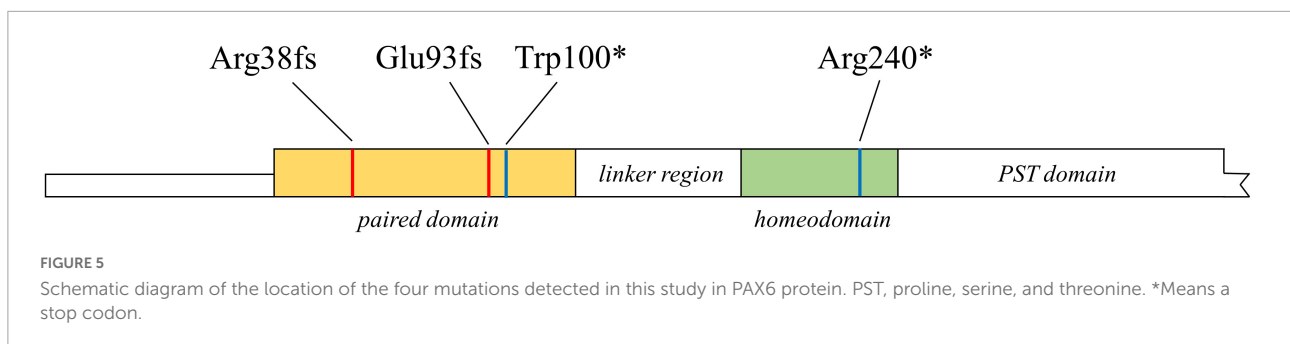 Arg38fs Glu93fs Trp100* Arg240*
linker region PST domain
paired domain homeodomain
FIGURE 5
Schematic diagram of the location of the four mutations detected in this study in PAX6 protein. PST, proline, serine, and threonine. *Means a
stop codon.